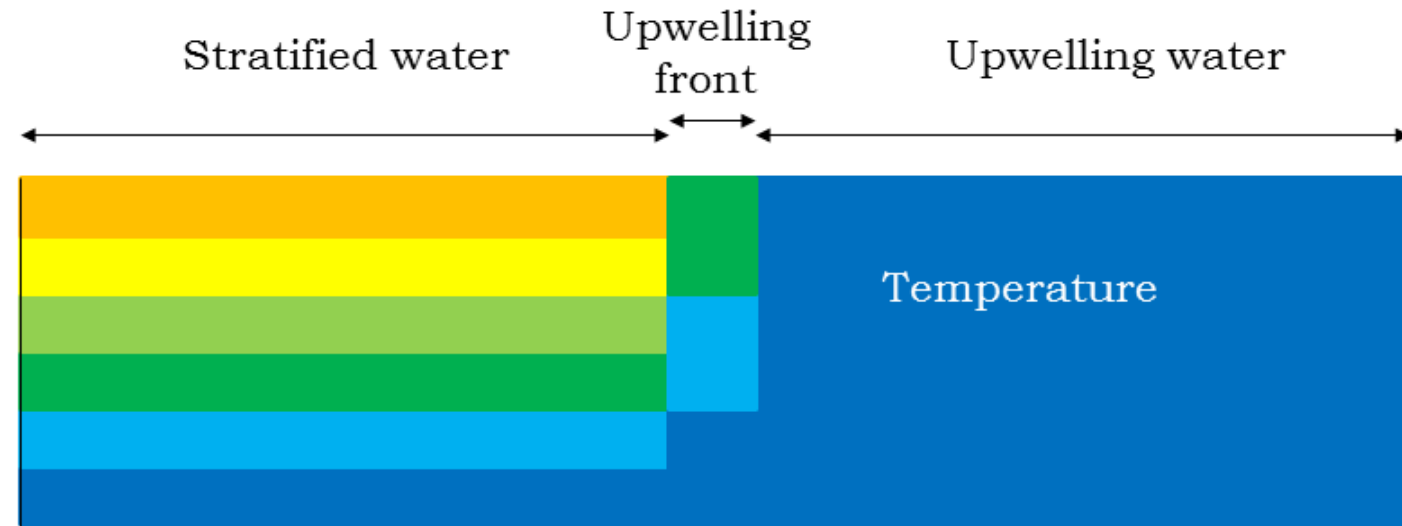 Stratified water
Upwelling
front
Upwelling water
Temperature